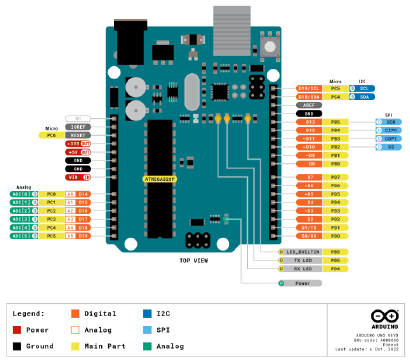 Micro
I2C
D19/SCL
PC5
SCL
D18/SDA
PC4
SDA
AREF
GND
SPI
D13
PB5
SCK
D12
PB4
CIPO
~D11
PB3
COPI
~D10
PB2
CS
~D9
PB1
D8
PB0
Micro
IOREF
PC6
RESET
+3V3
+5V
GND
GND
VIN
ATMEGA328P
D7
PD7
~D6
PD6
~D5
PD5
D4
PD4
~D3
PD3
D2
PD2
D1/TX
PD1
D0/RX
PD0
Analog
ADC[0]
PC0
A0
D14
ADC[1]
PC1
A1
D15
ADC[2]
PC2
A2
D16
ADC[3]
PC3
A3
D17
ADC[4]
PC4
A4
D18
ADC[5]
PC5
A5
D19
TOP VIEW
LED_BUILTIN
PB5
TX LED
PD5
RX LED
PD4
Power
Legend:
Digital
I2C
Power
Analog
SPI
Ground
Main Part
Analog
ARDUINO
ARDUINO UNO REV3
SKU code: A000066
Pinout
Last update: 6 Oct. 2022